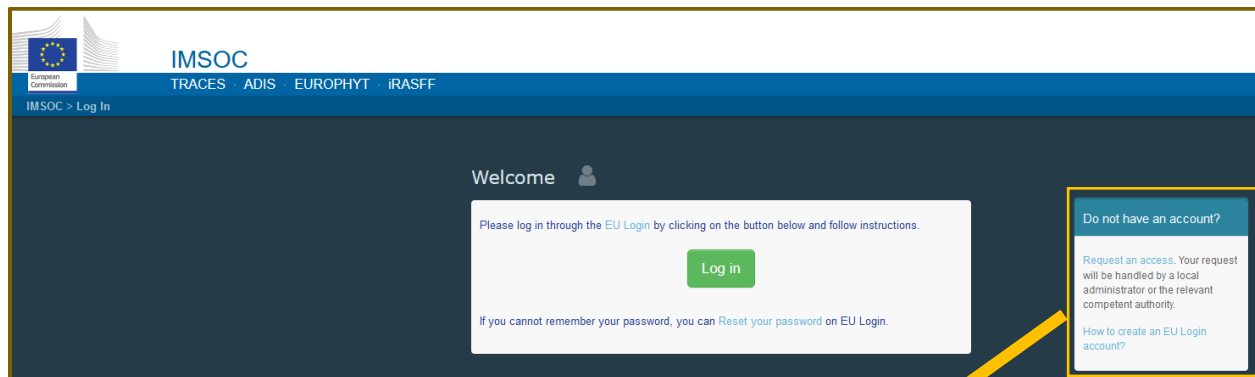 IMSOC
European
Commission
TRACES · ADIS · EUROPHYT · iRASFF
IMSOC > Log In
Welcome
Please log in through the EU Login by clicking on the button below and follow instructions.
Log in
If you cannot remember your password, you can Reset your password on EU Login.
Do not have an account?
Request an access. Your request
will be handled by a local
administrator or the relevant
competent authority.
How to create an EU Login
account?